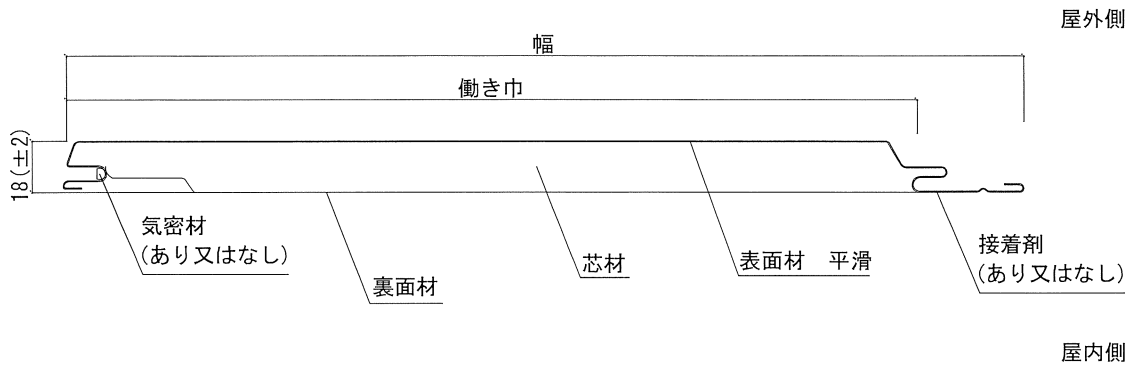 屋外側
幅
働き巾
18(±2)
気密材
(あり又はなし)
裏面材
芯材
表面材　平滑
接着剤
(あり又はなし)
屋内側